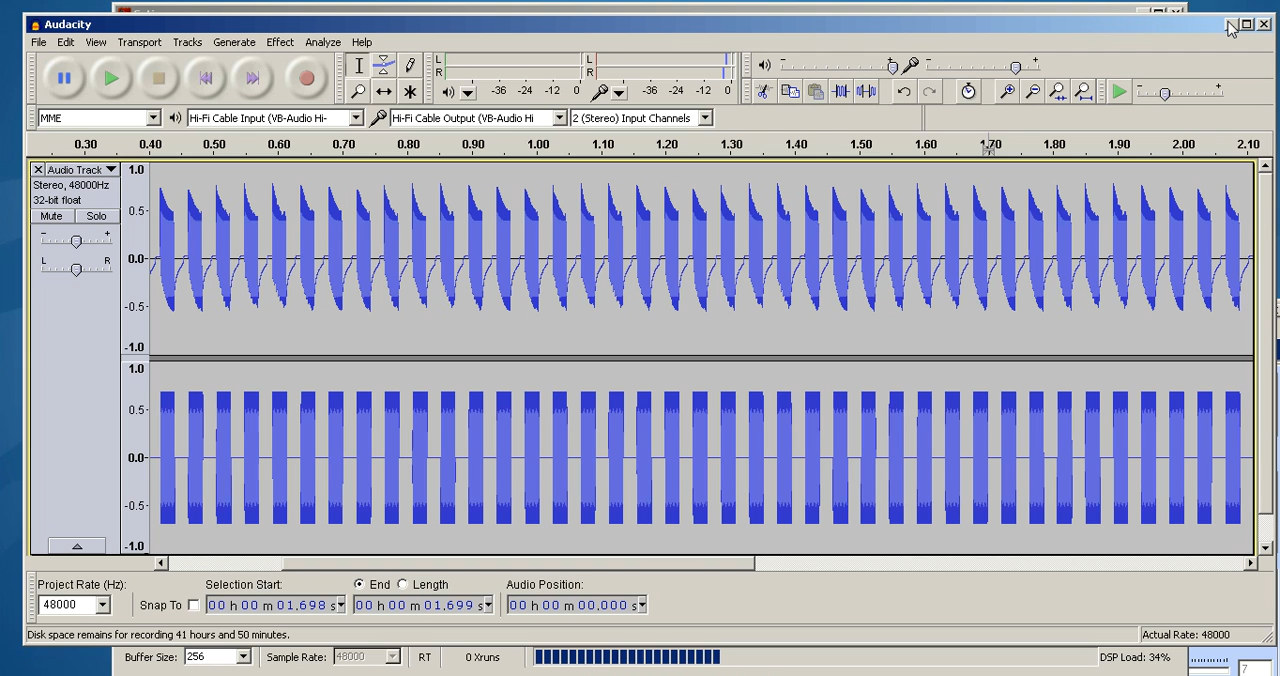 Audacity
File Edit View Transport Tracks Generate Effect Analyze Help
L
R
-36 -24 -12 0
L
R
-36 -24 -12 0
- +
- +
- +
MME
Hi-Fi Cable Input (VB-Audio Hi-
Hi-Fi Cable Output (VB-Audio Hi
2 (Stereo) Input Channels
0.30 0.40 0.50 0.60 0.70 0.80 0.90 1.00 1.10 1.20 1.30 1.40 1.50 1.60 1.70 1.80 1.90 2.00 2.10
Audio Track
Stereo, 48000Hz
32-bit float
Mute Solo
- +
L R
1.0
0.5
0.0
-0.5
-1.0
1.0
0.5
0.0
-0.5
-1.0
Project Rate (Hz): Selection Start: End Length Audio Position:
48000 Snap To 00 h 00 m 01.698 s 00 h 00 m 01.699 s 00 h 00 m 00.000 s
Disk space remains for recording 41 hours and 50 minutes. Actual Rate: 48000
Buffer Size: 256 Sample Rate: 48000 RT 0 Xruns DSP Load: 34%
7